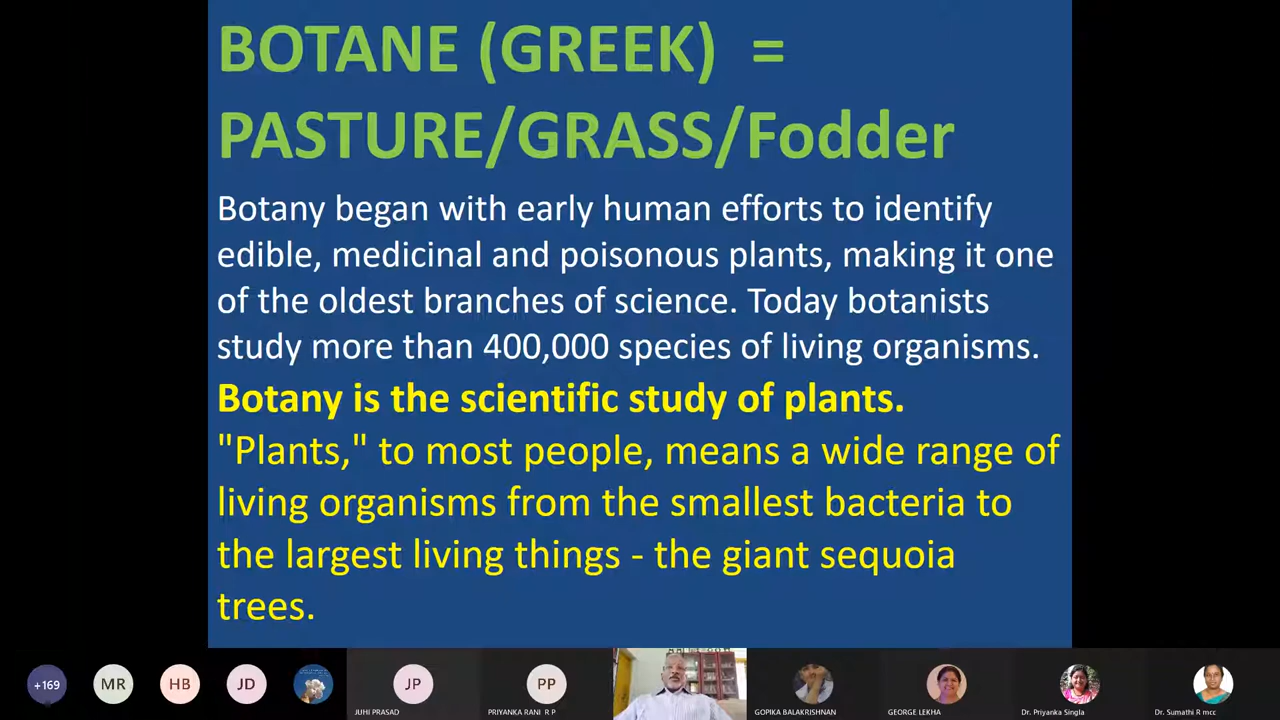 BOTANE (GREEK) =
PASTURE/GRASS/Fodder
Botany began with early human efforts to identify
edible, medicinal and poisonous plants, making it one
of the oldest branches of science. Today botanists
study more than 400,000 species of living organisms.
Botany is the scientific study of plants.
"Plants," to most people, means a wide range of
living organisms from the smallest bacteria to
the largest living things - the giant sequoia
trees.
+169
MR
HB
JD
JP
PP
JUHI PRASAD
PRIYANKA RANI R P
GOPIKA BALAKRISHNAN
GEORGE LEKHA
Dr. Priyanka Singla
Dr. Sumathi R mcc